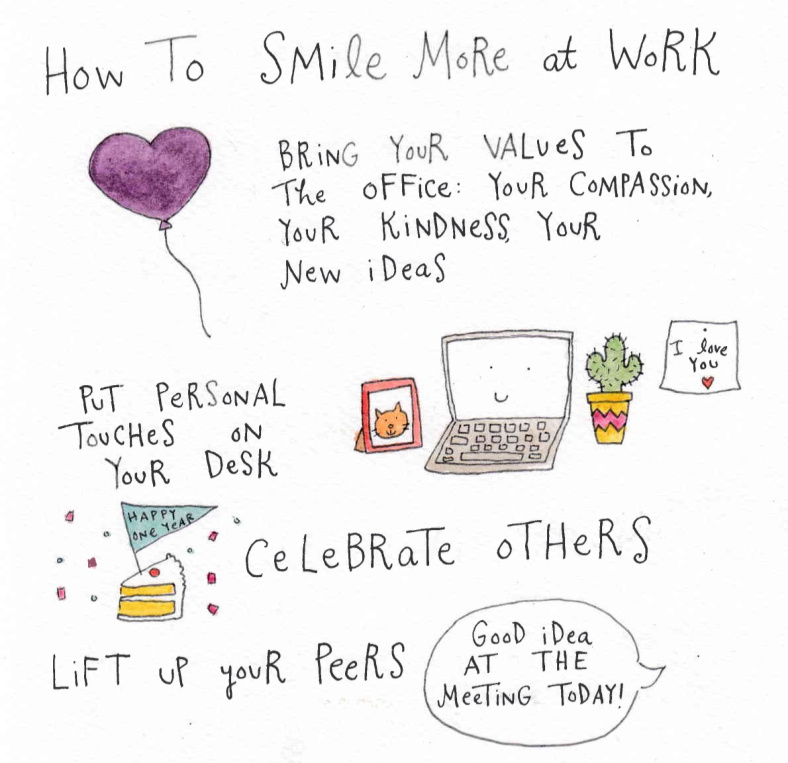 How To SMile MoRe at WoRK
BRiNG YouR VALUeS To
The oFFice: YouR CoMPASSioN,
YouR KiNDNeSS, YouR
New iDeaS
I love
You
PuT PeRSoNAL
TouCHeS oN
YouR DeSK
HAPPY
oNe YeAR
CeLeBRaTe oTHeRS
LiFT uP youR PeeRS
GooD iDea
AT THE
MeeTiNG ToDAY!